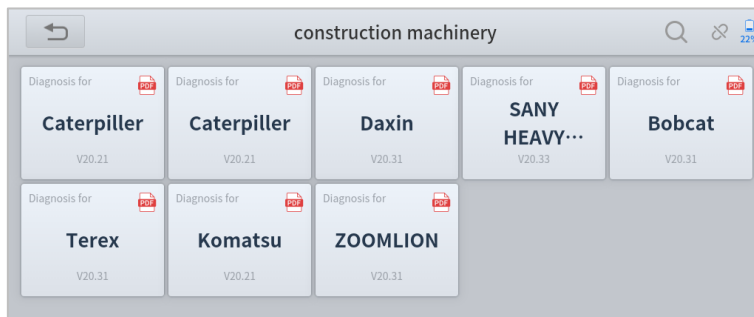 construction machinery
22%
Diagnosis for PDF
Caterpiller
V20.21
Diagnosis for PDF
Caterpiller
V20.21
Diagnosis for PDF
Daxin
V20.31
Diagnosis for PDF
SANY
HEAVY···
V20.33
Diagnosis for PDF
Bobcat
V20.31
Diagnosis for PDF
Terex
V20.31
Diagnosis for PDF
Komatsu
V20.21
Diagnosis for PDF
ZOOMLION
V20.31